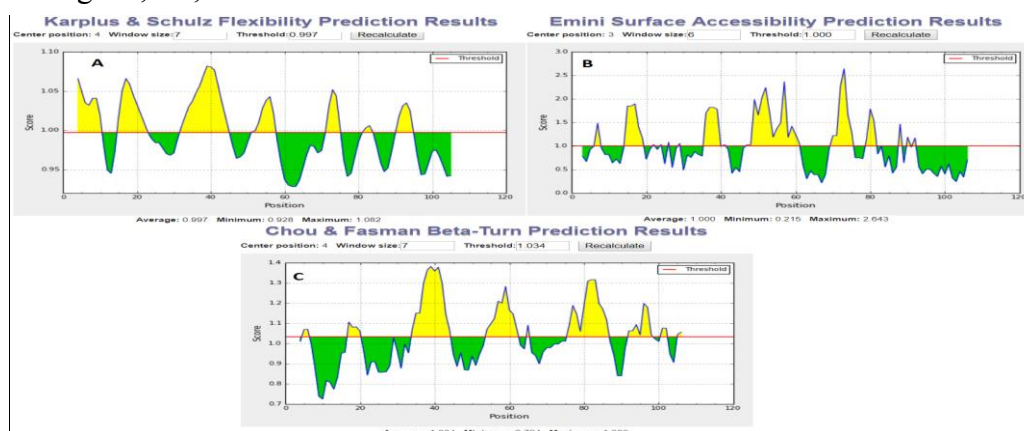 Karplus & Schulz Flexibility Prediction Results
Center position: 4 Window size:7 Threshold:0.997 Recalculate
A
Threshold
1.10
1.05
1.00
0.95
Score
0 20 40 60 80 100 120
Position
Average: 0.997 Minimum: 0.928 Maximum: 1.082
Emini Surface Accessibility Prediction Results
Center position: 3 Window size:6 Threshold:1.000 Recalculate
B
Threshold
3.0
2.5
2.0
1.5
1.0
0.5
0.0
Score
0 20 40 60 80 100 120
Position
Average: 1.000 Minimum: 0.215 Maximum: 2.643
Chou & Fasman Beta-Turn Prediction Results
Center position: 4 Window size:7 Threshold:1.034 Recalculate
C
Threshold
1.4
1.3
1.2
1.1
1.0
0.9
0.8
0.7
Score
0 20 40 60 80 100 120
Position